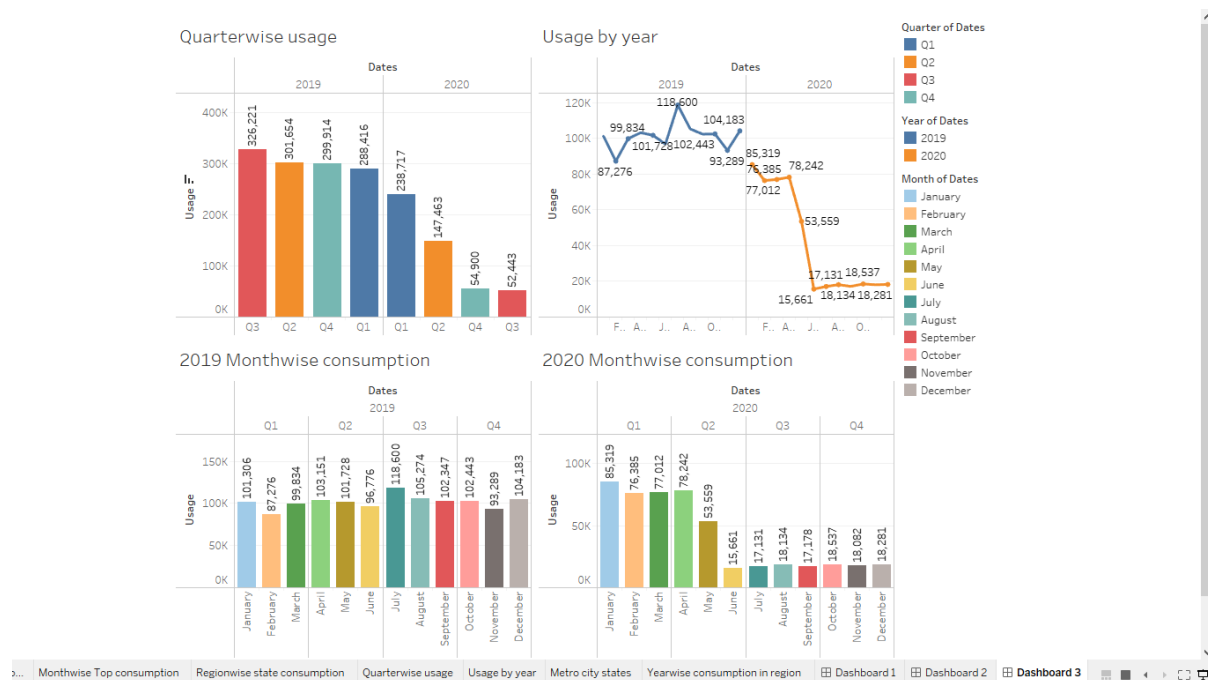 Quarterwise usage
Dates
2019 2020
400K
300K
200K
100K
0K
Usage
326,221
301,654
299,914
288,416
238,717
147,463
54,900
52,443
Q3 Q2 Q4 Q1 Q1 Q2 Q4 Q3
Usage by year
Dates
2019 2020
120K
100K
80K
60K
40K
20K
0K
Usage
87,276
99,834
101,728
118,600
102,443
93,289
104,183
85,319
76,385
77,012
78,242
53,559
15,661
17,131
18,134
18,537
18,281
F.. A.. J.. A.. O.. F.. A.. J.. A.. O..
Quarter of Dates
Q1
Q2
Q3
Q4
Year of Dates
2019
2020
Month of Dates
January
February
March
April
May
June
July
August
September
October
November
December
2019 Monthwise consumption
Dates
2019
Q1 Q2 Q3 Q4
150K
100K
50K
0K
Usage
101,306
87,276
99,834
103,151
101,728
96,776
118,600
105,274
102,347
102,443
93,289
104,183
January
February
March
April
May
June
July
August
September
October
November
December
2020 Monthwise consumption
Dates
2020
Q1 Q2 Q3 Q4
100K
50K
0K
Usage
85,319
76,385
77,012
78,242
53,559
15,661
17,131
18,134
17,178
18,537
18,082
18,281
January
February
March
April
May
June
July
August
September
October
November
December
Monthwise Top consumption Regionwise state consumption Quarterwise usage Usage by year Metro city states Yearwise consumption in region Dashboard 1 Dashboard 2 Dashboard 3